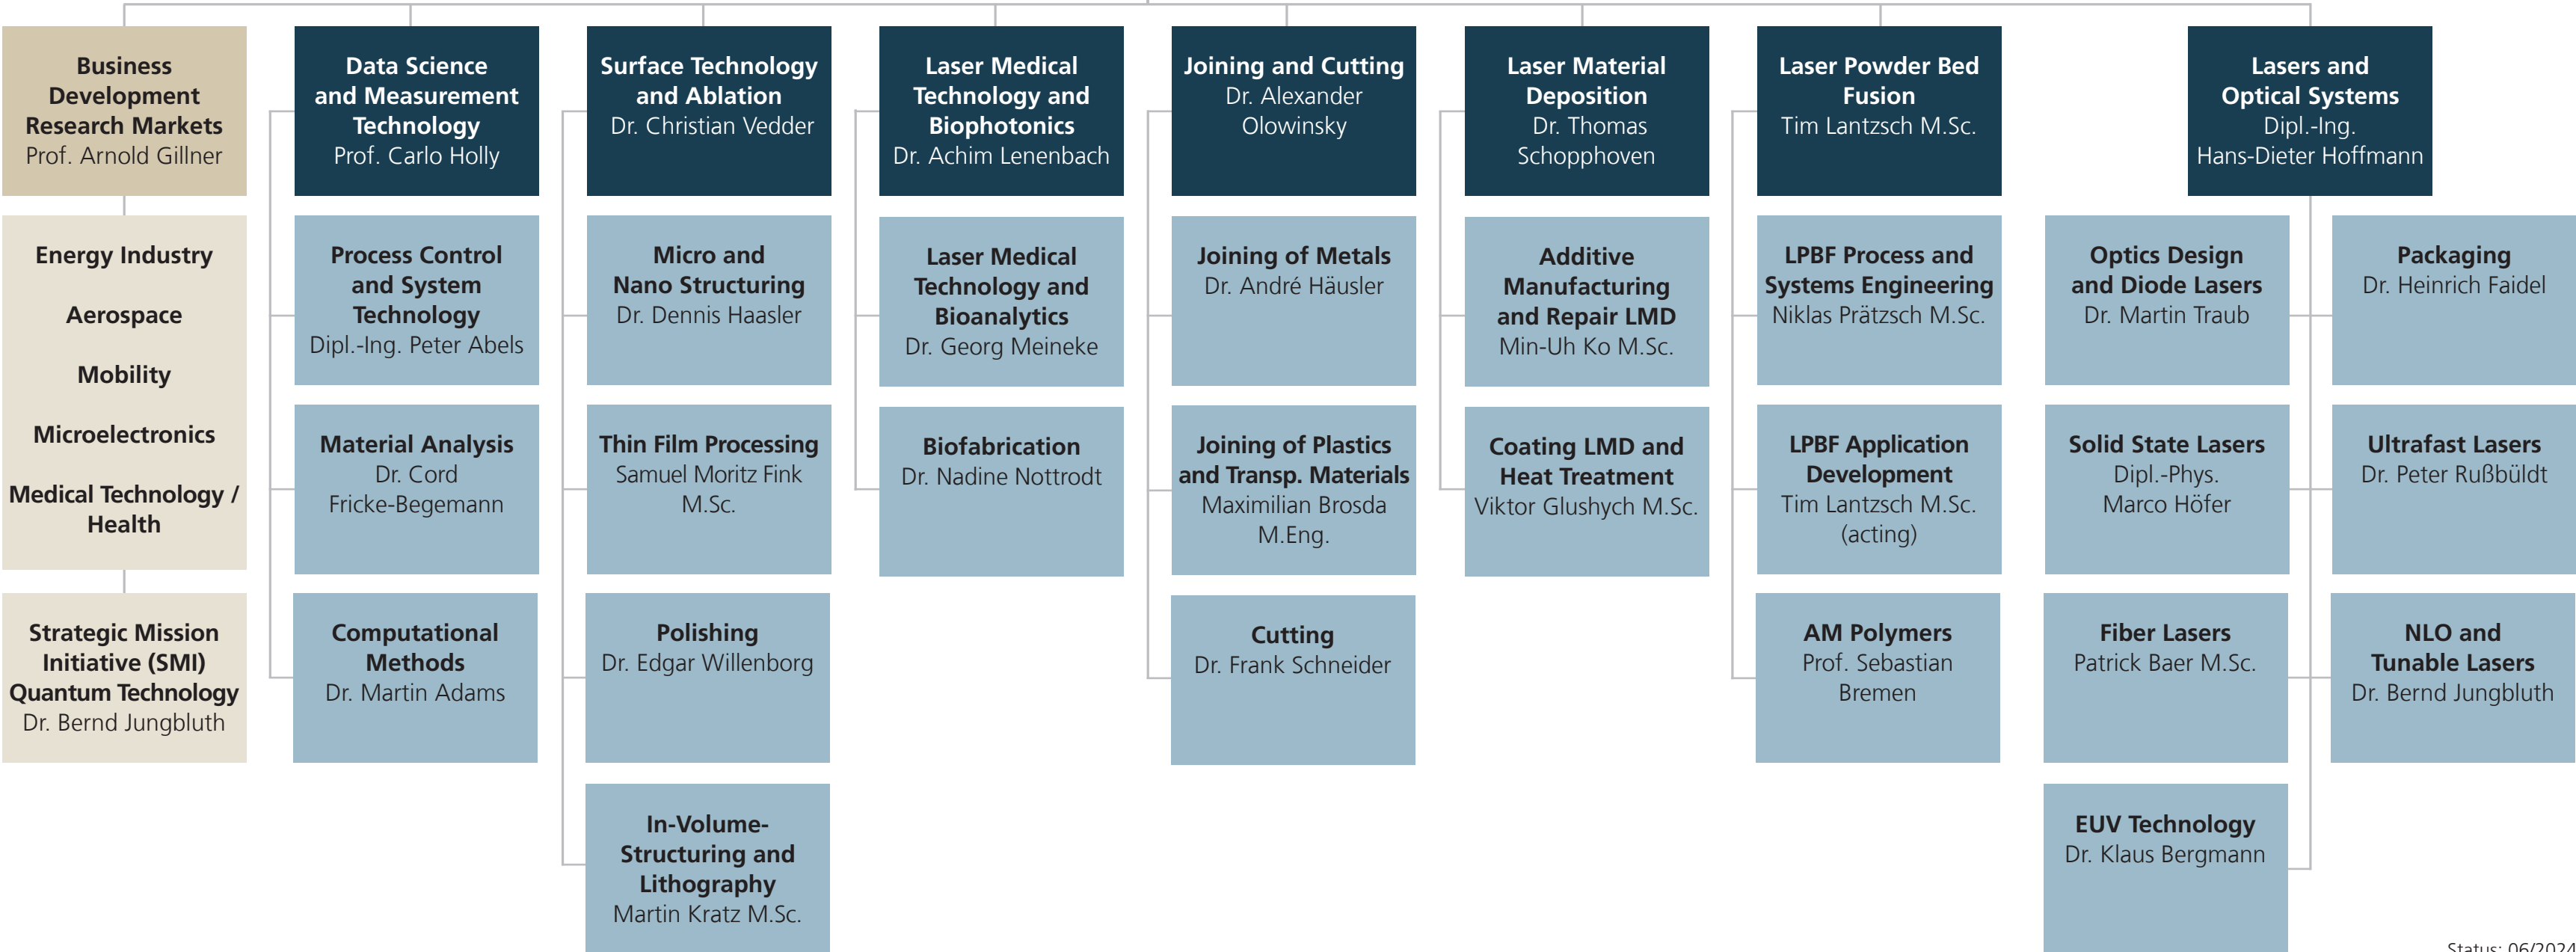 Business
Development
Research Markets
Prof. Arnold Gillner
Energy Industry
Aerospace
Mobility
Microelectronics
Medical Technology /
Health
Strategic Mission
Initiative (SMI)
Quantum Technology
Dr. Bernd Jungbluth
Data Science
and Measurement
Technology
Prof. Carlo Holly
Process Control
and System
Technology
Dipl.-Ing. Peter Abels
Material Analysis
Dr. Cord
Fricke-Begemann
Computational
Methods
Dr. Martin Adams
Surface Technology
and Ablation
Dr. Christian Vedder
Micro and
Nano Structuring
Dr. Dennis Haasler
Thin Film Processing
Samuel Moritz Fink
M.Sc.
Polishing
Dr. Edgar Willenborg
In-Volume-
Structuring and
Lithography
Martin Kratz M.Sc.
Laser Medical
Technology and
Biophotonics
Dr. Achim Lenenbach
Laser Medical
Technology and
Bioanalytics
Dr. Georg Meineke
Biofabrication
Dr. Nadine Nottrodt
Joining and Cutting
Dr. Alexander
Olowinsky
Joining of Metals
Dr. André Häusler
Joining of Plastics
and Transp. Materials
Maximilian Brosda
M.Eng.
Cutting
Dr. Frank Schneider
Laser Material
Deposition
Dr. Thomas
Schopphoven
Additive
Manufacturing
and Repair LMD
Min-Uh Ko M.Sc.
Coating LMD and
Heat Treatment
Viktor Glushych M.Sc.
Laser Powder Bed
Fusion
Tim Lantzsch M.Sc.
LPBF Process and
Systems Engineering
Niklas Prätzsch M.Sc.
LPBF Application
Development
Tim Lantzsch M.Sc.
(acting)
AM Polymers
Prof. Sebastian
Bremen
Lasers and
Optical Systems
Dipl.-Ing.
Hans-Dieter Hoffmann
Optics Design
and Diode Lasers
Dr. Martin Traub
Packaging
Dr. Heinrich Faidel
Solid State Lasers
Dipl.-Phys.
Marco Höfer
Ultrafast Lasers
Dr. Peter Rußbüldt
Fiber Lasers
Patrick Baer M.Sc.
NLO and
Tunable Lasers
Dr. Bernd Jungbluth
EUV Technology
Dr. Klaus Bergmann
Status: 06/2024